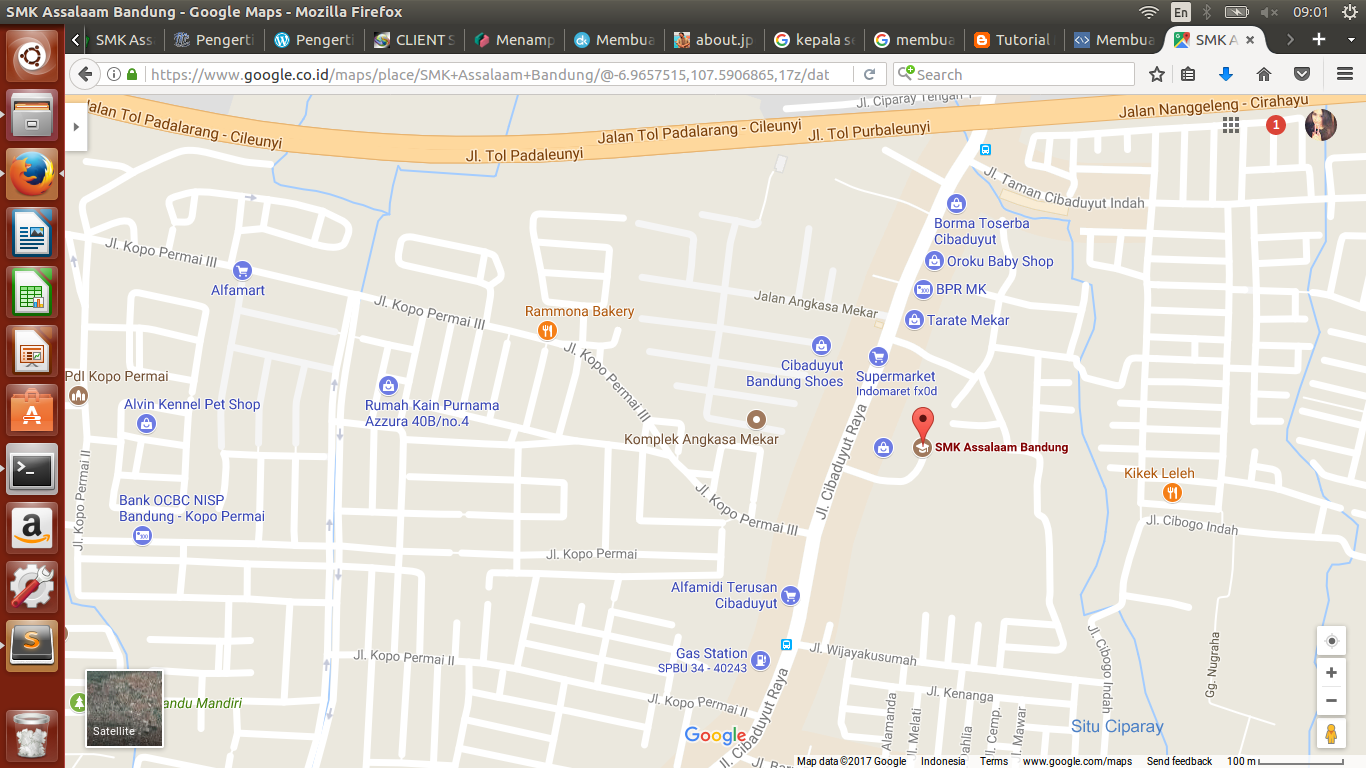 SMK Assalaam Bandung - Google Maps - Mozilla Firefox
En
09:01
SMK Ass
Pengerti
Pengerti
CLIENT S
Menamp
Membua
about.jp
kepala se
membua
Tutorial
Membua
SMK A
https://www.google.co.id/maps/place/SMK+Assalaam+Bandung/@-6.9657515,107.5906865,17z/dat
Search
Jl. Ciparay Tengah 1
Jalan Tol Padalarang - Cileunyi
Jalan Tol Padalarang - Cileunyi
Jl. Tol Purbaleunyi
Jalan Nanggeleng - Cirahayu
1
Jl. Tol Padaleunyi
Jl. Taman Cibaduyut Indah
Borma Toserba
Cibaduyut
Jl. Kopo Permai III
Oroku Baby Shop
Alfamart
BPR MK
Jl. Kopo Permai III
Jalan Angkasa Mekar
Rammona Bakery
Tarate Mekar
Jl. Kopo Permai III
Cibaduyut
Bandung Shoes
Supermarket
Indomaret fx0d
Pdl Kopo Permai
Alvin Kennel Pet Shop
Rumah Kain Purnama
Azzura 40B/no.4
Komplek Angkasa Mekar
Jl. Cibaduyut Raya
SMK Assalaam Bandung
Kikek Leleh
Jl. Kopo Permai II
Bank OCBC NISP
Bandung - Kopo Permai
Jl. Kopo Permai III
Jl. Cibogo Indah
Jl. Kopo Permai
Alfamidi Terusan
Cibaduyut
Jl. Kopo Permai II
Gas Station
SPBU 34 - 40243
Jl. Wijayakusumah
Jl. Cibogo Indah
Gg. Nugraha
Jl. Kopo Permai II
Jl. Kenanga
andu Mandiri
Satellite
Google
Jl. Cibaduyut Raya
Alamanda
Jl. Melati
Dahlia
Jl. Cemp.
Jl. Mawar
Situ Ciparay
Map data ©2017 Google
Indonesia
Terms
www.google.com/maps
Send feedback
100 m